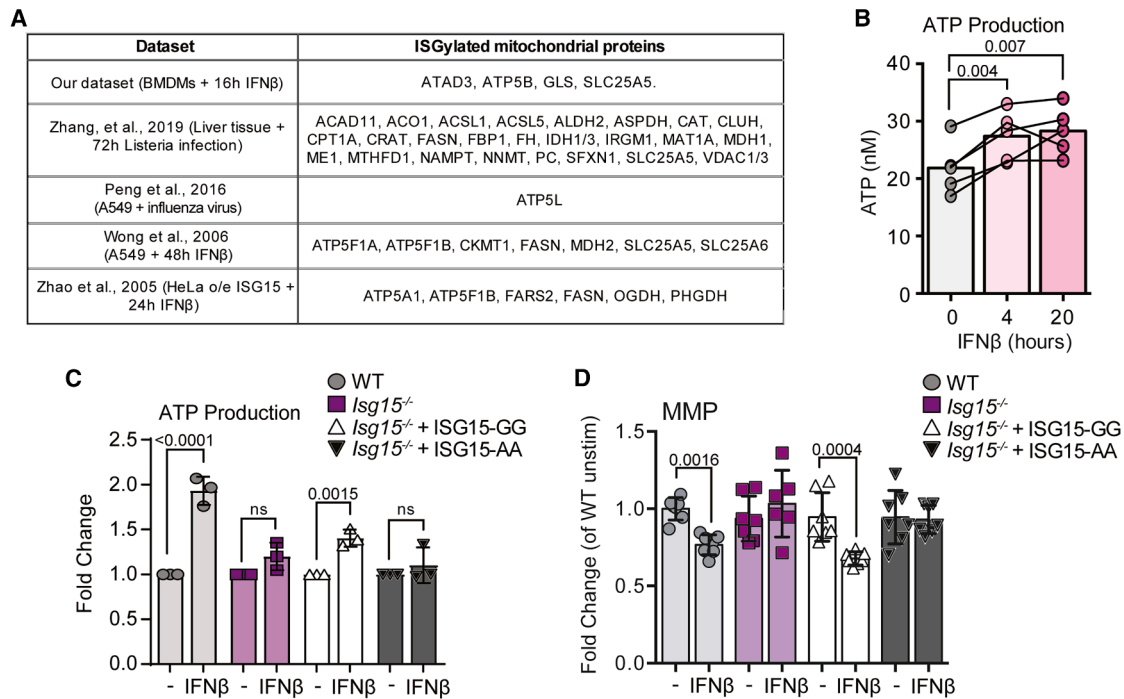 A
Dataset
ISGylated mitochondrial proteins
Our dataset (BMDMs + 16h IFNβ)
ATAD3, ATP5B, GLS, SLC25A5.
Zhang, et al., 2019 (Liver tissue +
72h Listeria infection)
ACAD11, ACO1, ACSL1, ACSL5, ALDH2, ASPDH, CAT, CLUH,
CPT1A, CRAT, FASN, FBP1, FH, IDH1/3, IRGM1, MAT1A, MDH1,
ME1, MTHFD1, NAMPT, NNMT, PC, SFXN1, SLC25A5, VDAC1/3
Peng et al., 2016
(A549 + influenza virus)
ATP5L
Wong et al., 2006
(A549 + 48h IFNβ)
ATP5F1A, ATP5F1B, CKMT1, FASN, MDH2, SLC25A5, SLC25A6
Zhao et al., 2005 (HeLa o/e ISG15 +
24h IFNβ)
ATP5A1, ATP5F1B, FARS2, FASN, OGDH, PHGDH
B
ATP Production
0.007
0.004
ATP (nM)
40
30
20
10
0
0 4 20
IFNβ (hours)
C
WT
Isg15-/-
Isg15-/- + ISG15-GG
Isg15-/- + ISG15-AA
ATP Production
<0.0001
ns
0.0015
ns
Fold Change
2.5
2.0
1.5
1.0
0.5
0.0
- IFNβ - IFNβ - IFNβ - IFNβ
D
WT
Isg15-/-
Isg15-/- + ISG15-GG
Isg15-/- + ISG15-AA
MMP
0.0016
0.0004
Fold Change (of WT unstim)
1.5
1.0
0.5
0.0
- IFNβ - IFNβ - IFNβ - IFNβ